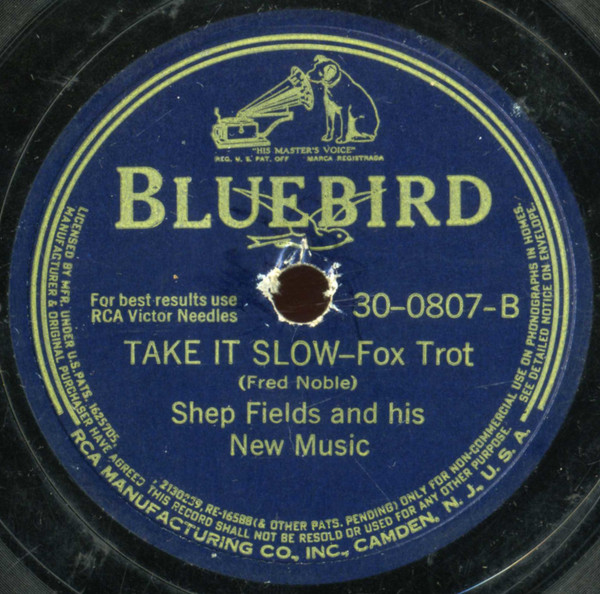 "HIS MASTER'S VOICE"
REG. U. S. PAT. OFF MARCA REGISTRADA
BLUEBIRD
For best results use
RCA Victor Needles
30-0807-B
TAKE IT SLOW–Fox Trot
(Fred Noble)
Shep Fields and his
New Music
LICENSED BY MFR. UNDER U.S. PATS. 1625705,
2130239, RE-16588 (& OTHER PATS. PENDING) ONLY FOR NON-COMMERCIAL USE ON PHONOGRAPHS IN HOMES.
MANUFACTURER & ORIGINAL PURCHASER HAVE AGREED THIS RECORD SHALL NOT BE RESOLD OR USED FOR ANY OTHER PURPOSE. SEE DETAILED NOTICE ON ENVELOPE.
RCA MANUFACTURING CO., INC., CAMDEN, N. J., U. S. A.